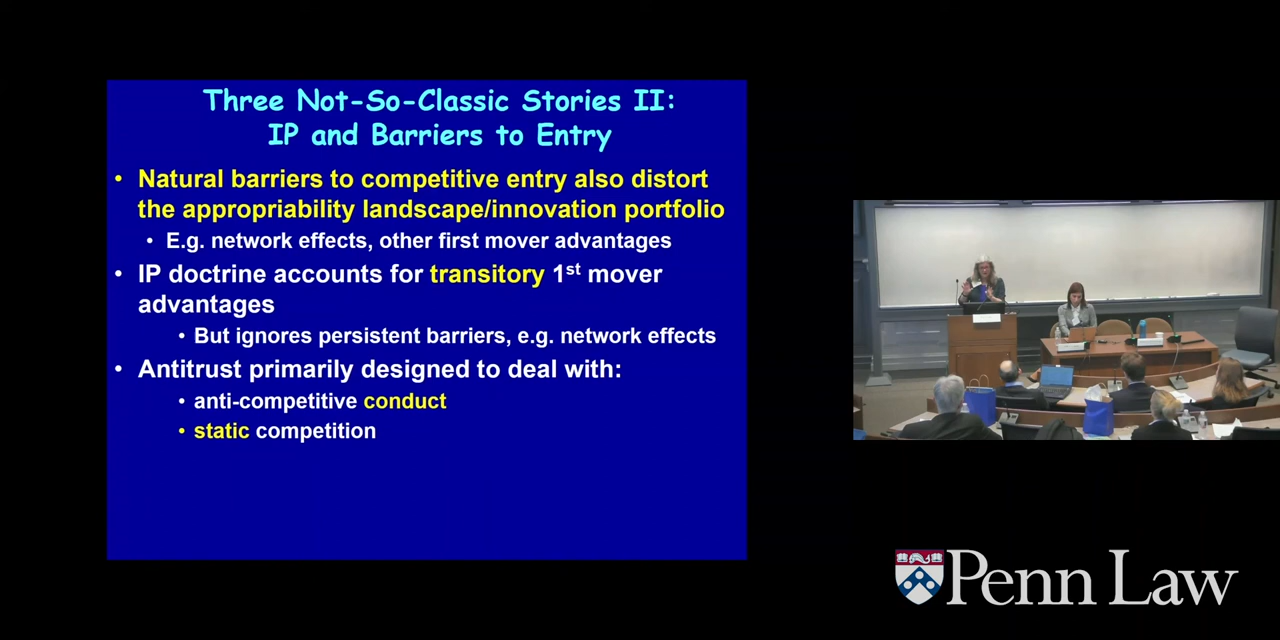 Three Not-So-Classic Stories II:
IP and Barriers to Entry
• Natural barriers to competitive entry also distort
the appropriability landscape/innovation portfolio
• E.g. network effects, other first mover advantages
• IP doctrine accounts for transitory 1st mover
advantages
• But ignores persistent barriers, e.g. network effects
• Antitrust primarily designed to deal with:
• anti-competitive conduct
• static competition
Penn Law